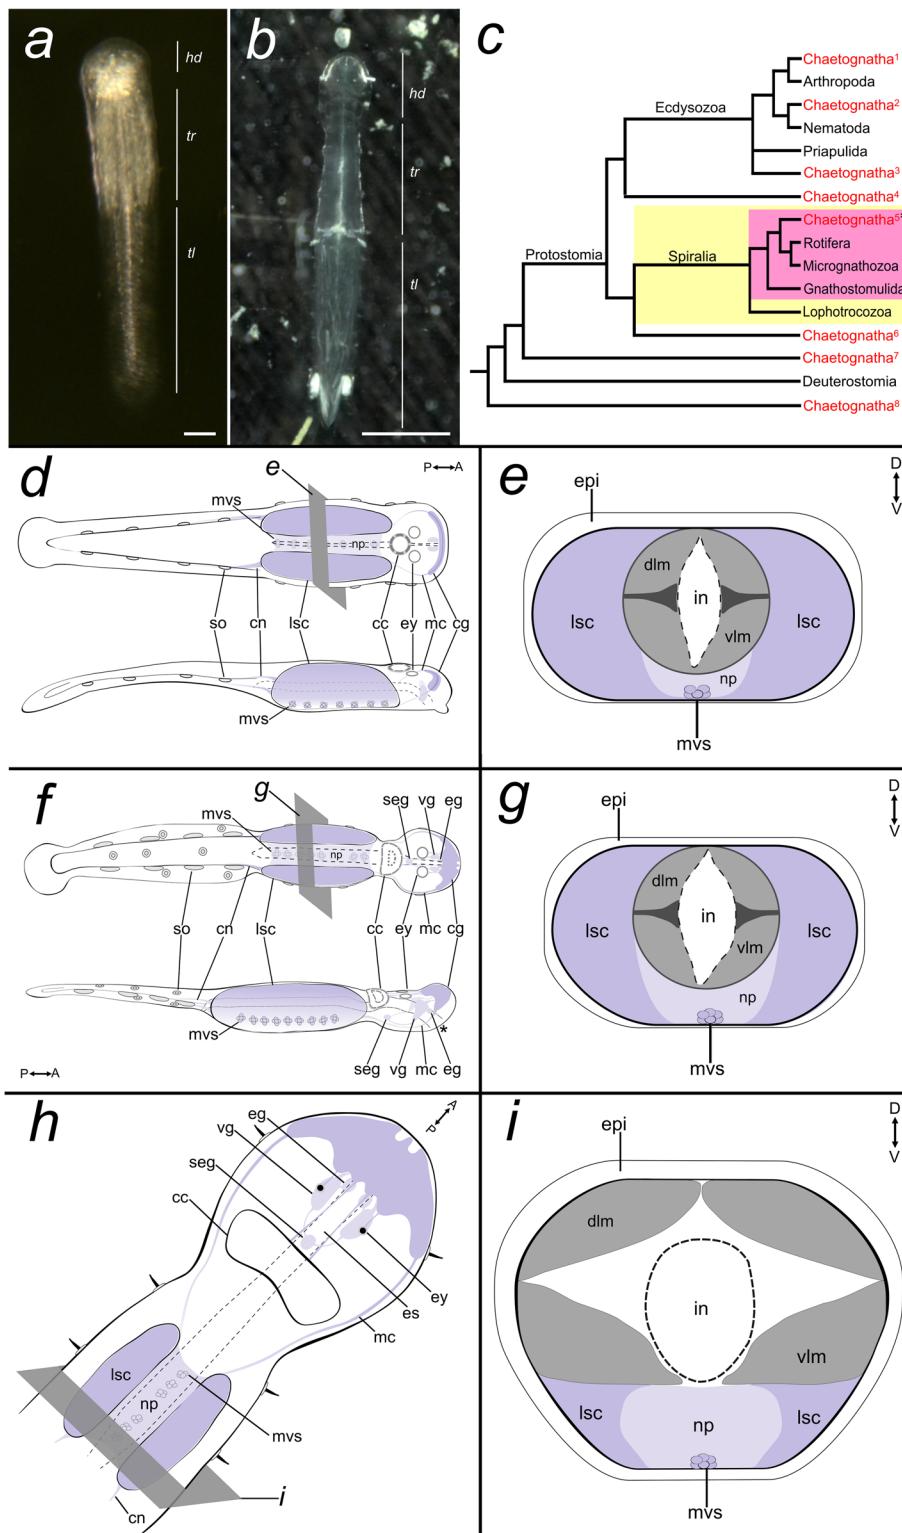 a
hd
tr
tl
b
hd
tr
tl
c
Chaetognatha¹
Arthropoda
Ecdysozoa
Chaetognatha²
Nematoda
Priapulida
Chaetognatha³
Chaetognatha⁴
Chaetognatha⁵*
Rotifera
Protostomia
Spiralia
Micrognathozoa
Gnathostomulida
Lophotrocozoa
Chaetognatha⁶
Chaetognatha⁷
Deuterostomia
Chaetognatha⁸
d
e
P A
mvs
np
so cn lsc cc ey mc cg
mvs
e
D
V
epi
dlm
in
lsc lsc
vlm
np
mvs
f
g
seg vg eg
mvs
np
so cn lsc cc ey mc cg
mvs
*
P A
seg vg mc eg
g
D
V
epi
dlm
in
lsc lsc
vlm
np
mvs
h
A
P
eg
vg
seg
cc
ey
es
mc
lsc
np
mvs
i
cn
i
D
V
epi
dlm
in
vlm
lsc lsc
np
mvs